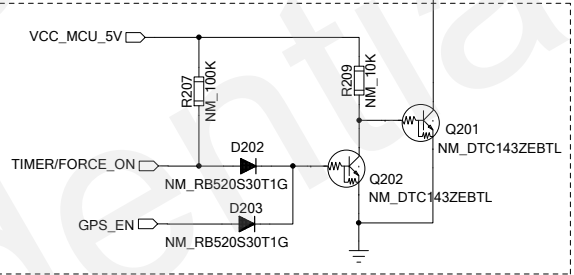 VCC_MCU_5V
R207
NM_100K
R209
NM_10K
Q201
NM_DTC143ZEBTL
D202
TIMER/FORCE_ON
NM_RB520S30T1G
Q202
NM_DTC143ZEBTL
D203
GPS_EN
NM_RB520S30T1G